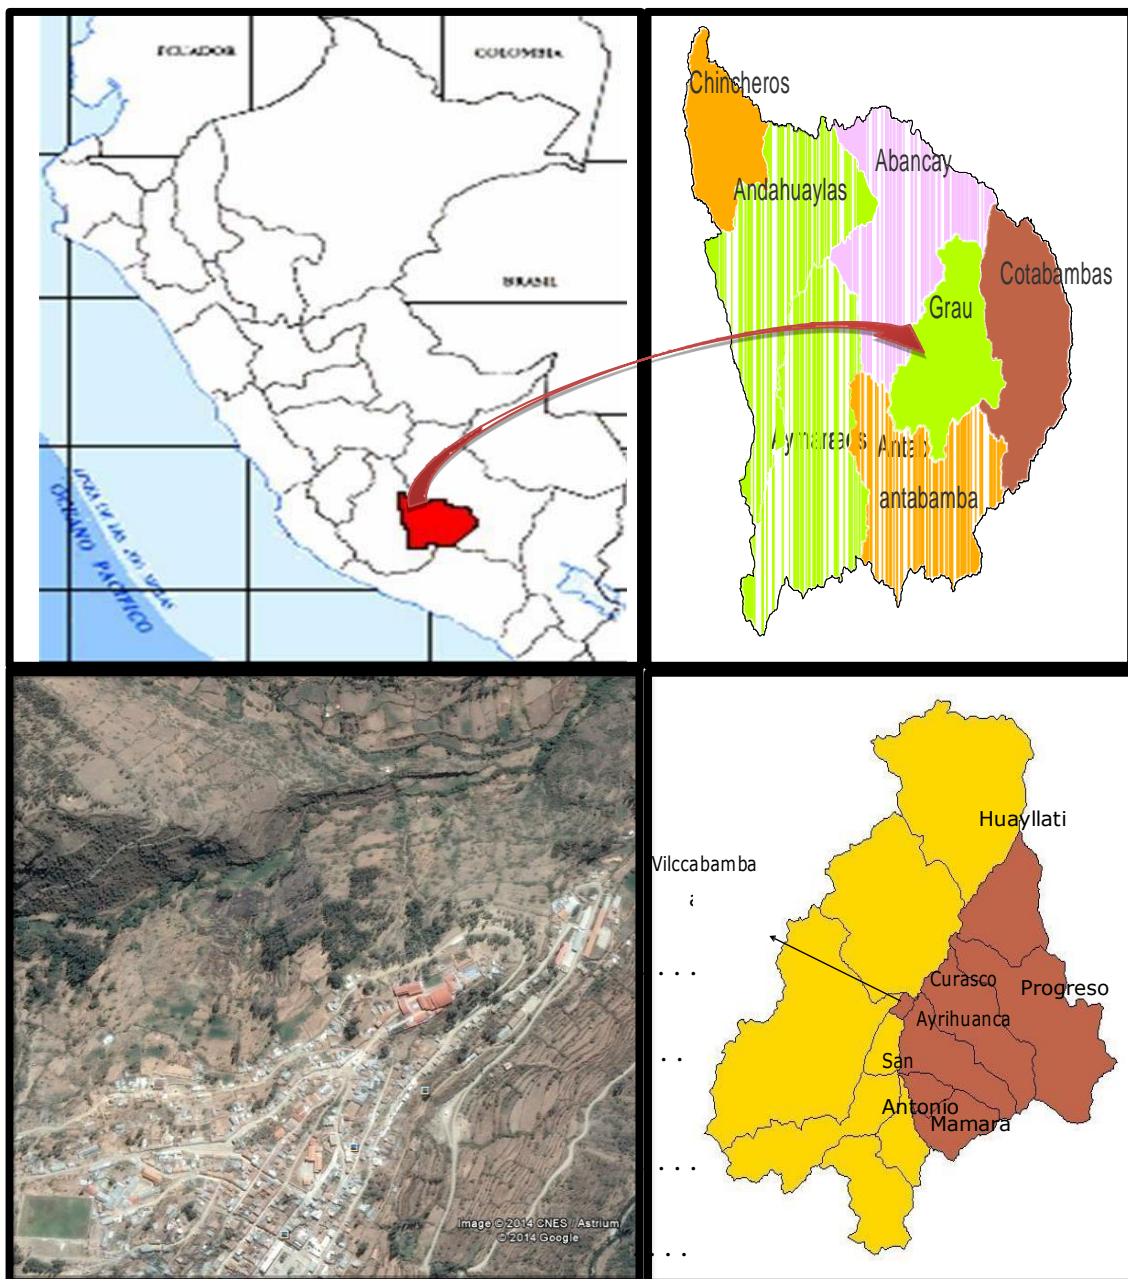 ECUADOR
COLOMBIA
BRASIL
OCEANO PACIFICO
Chincheros
Abancay
Andahuaylas
Cotabambas
Grau
Aymaraes
antabamba
Image © 2014 CNES / Astrium
© 2014 Google
Huayllati
Vilccabamba
Curasco
Progreso
Ayrihuanca
San
Antonio
Mamara